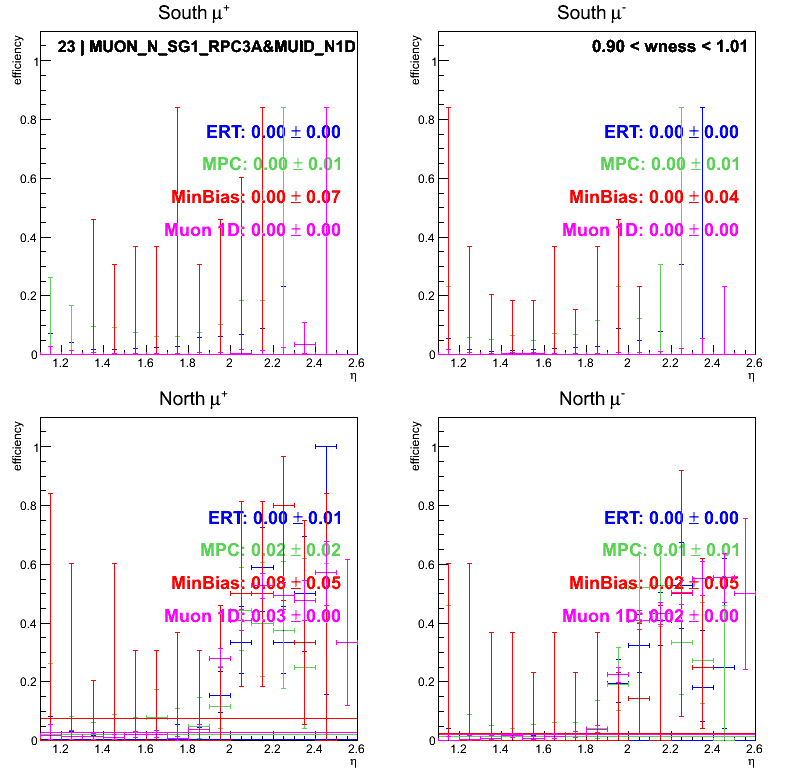 South μ+
efficiency
23 | MUON_N_SG1_RPC3A&MUID_N1D
1
0.8
0.6
0.4
0.2
0
ERT: 0.00 ± 0.00
MPC: 0.00 ± 0.01
MinBias: 0.00 ± 0.07
Muon 1D: 0.00 ± 0.00
1.2 1.4 1.6 1.8 2 2.2 2.4 2.6
η
South μ-
efficiency
0.90 < wness < 1.01
1
0.8
0.6
0.4
0.2
0
ERT: 0.00 ± 0.00
MPC: 0.00 ± 0.01
MinBias: 0.00 ± 0.04
Muon 1D: 0.00 ± 0.00
1.2 1.4 1.6 1.8 2 2.2 2.4 2.6
η
North μ+
efficiency
1
0.8
0.6
0.4
0.2
0
ERT: 0.00 ± 0.01
MPC: 0.02 ± 0.02
MinBias: 0.08 ± 0.05
Muon 1D: 0.03 ± 0.00
1.2 1.4 1.6 1.8 2 2.2 2.4 2.6
η
North μ-
efficiency
1
0.8
0.6
0.4
0.2
0
ERT: 0.00 ± 0.00
MPC: 0.01 ± 0.01
MinBias: 0.02 ± 0.05
Muon 1D: 0.02 ± 0.00
1.2 1.4 1.6 1.8 2 2.2 2.4 2.6
η